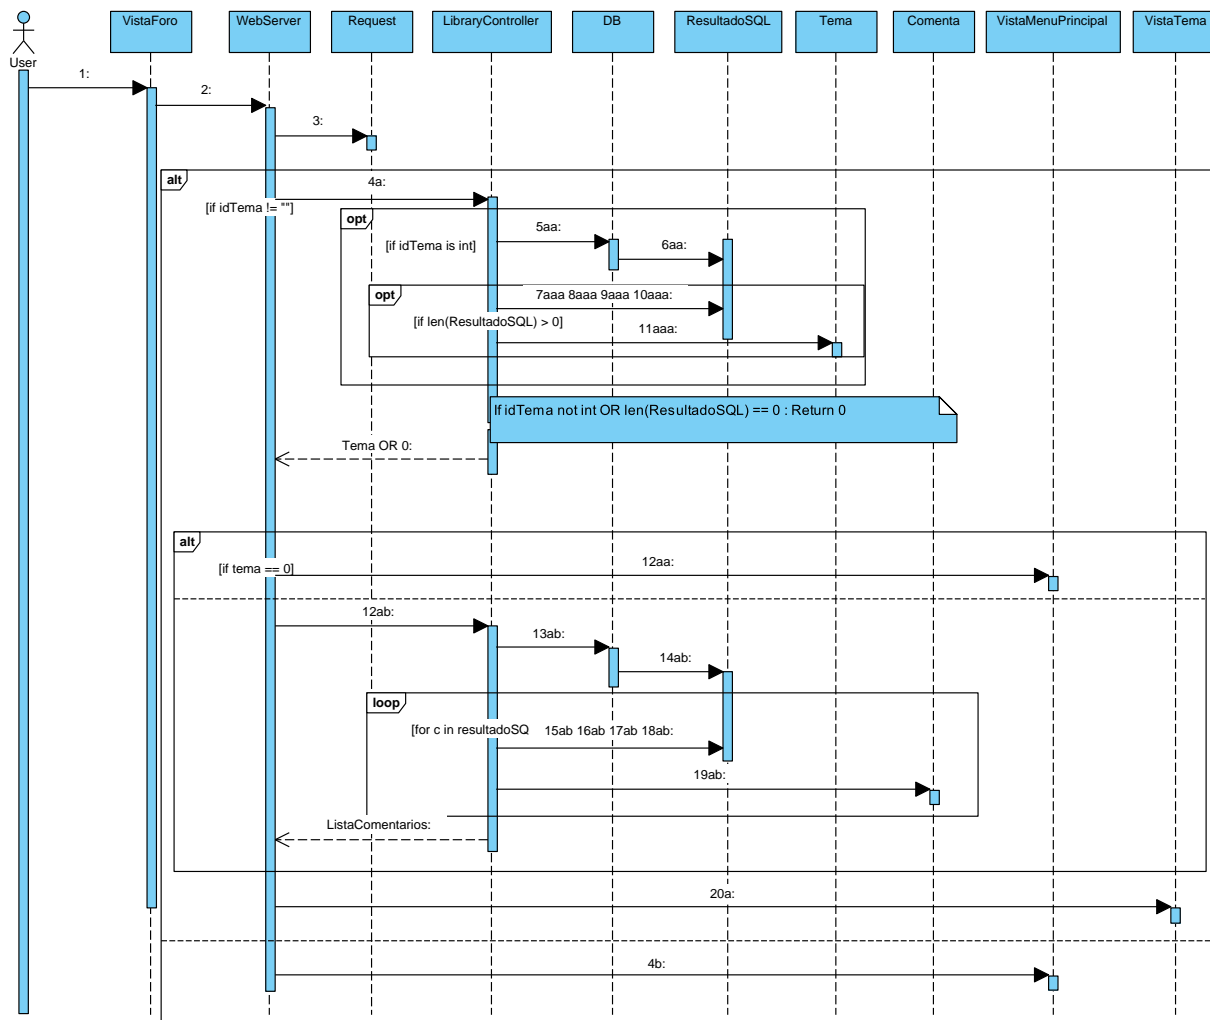 VistaForo WebServer Request LibraryController DB ResultadoSQL Tema Comenta VistaMenuPrincipal VistaTema
User
1:
2:
3:
alt
4a:
[if idTema != ""]
opt
5aa:
[if idTema is int]
6aa:
opt
7aaa 8aaa 9aaa 10aaa:
[if len(ResultadoSQL) > 0]
11aaa:
If idTema not int OR len(ResultadoSQL) == 0 : Return 0
Tema OR 0:
alt
12aa:
[if tema == 0]
12ab:
13ab:
14ab:
loop
[for c in resultadoSQ
15ab 16ab 17ab 18ab:
19ab:
ListaComentarios:
20a:
4b: